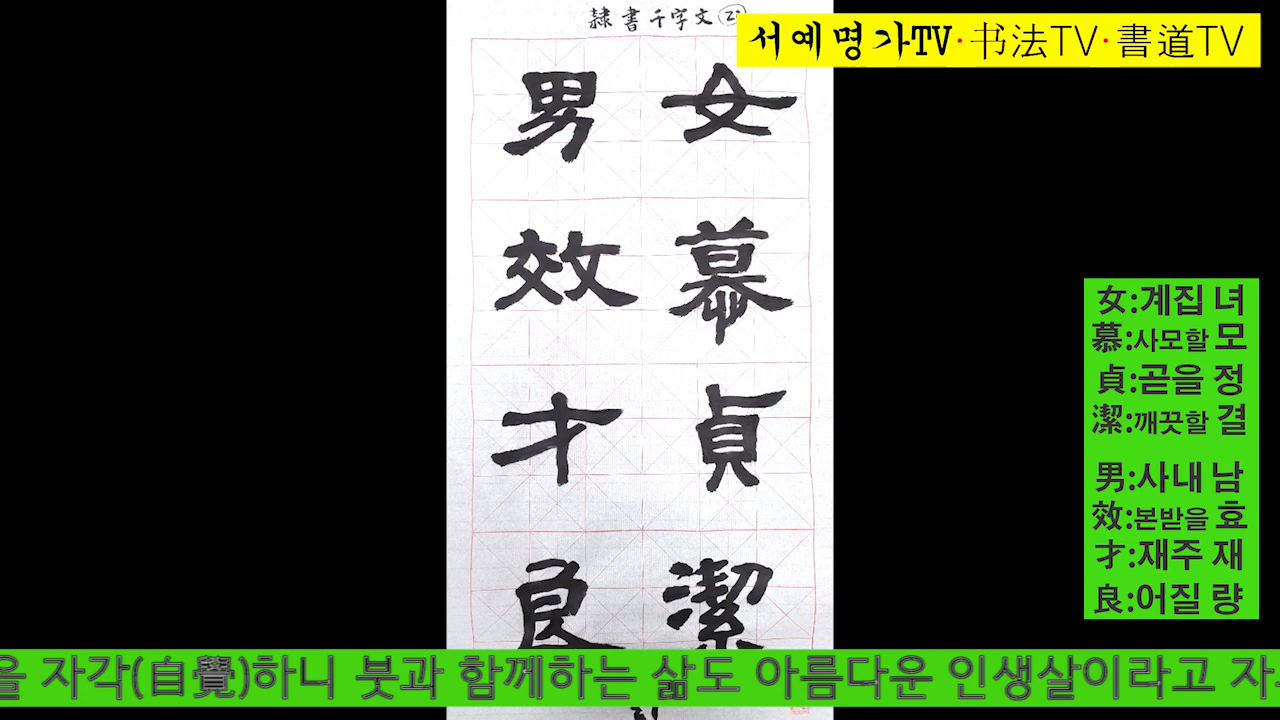 隷書千字文
서예명가TV·书法TV·書道TV
女慕貞潔
男效才良
女:계집 녀
慕:사모할 모
貞:곧을 정
潔:깨끗할 결
男:사내 남
效:본받을 효
才:재주 재
良:어질 량
을 자각(自覺)하니 붓과 함께하는 삶도 아름다운 인생살이라고 자